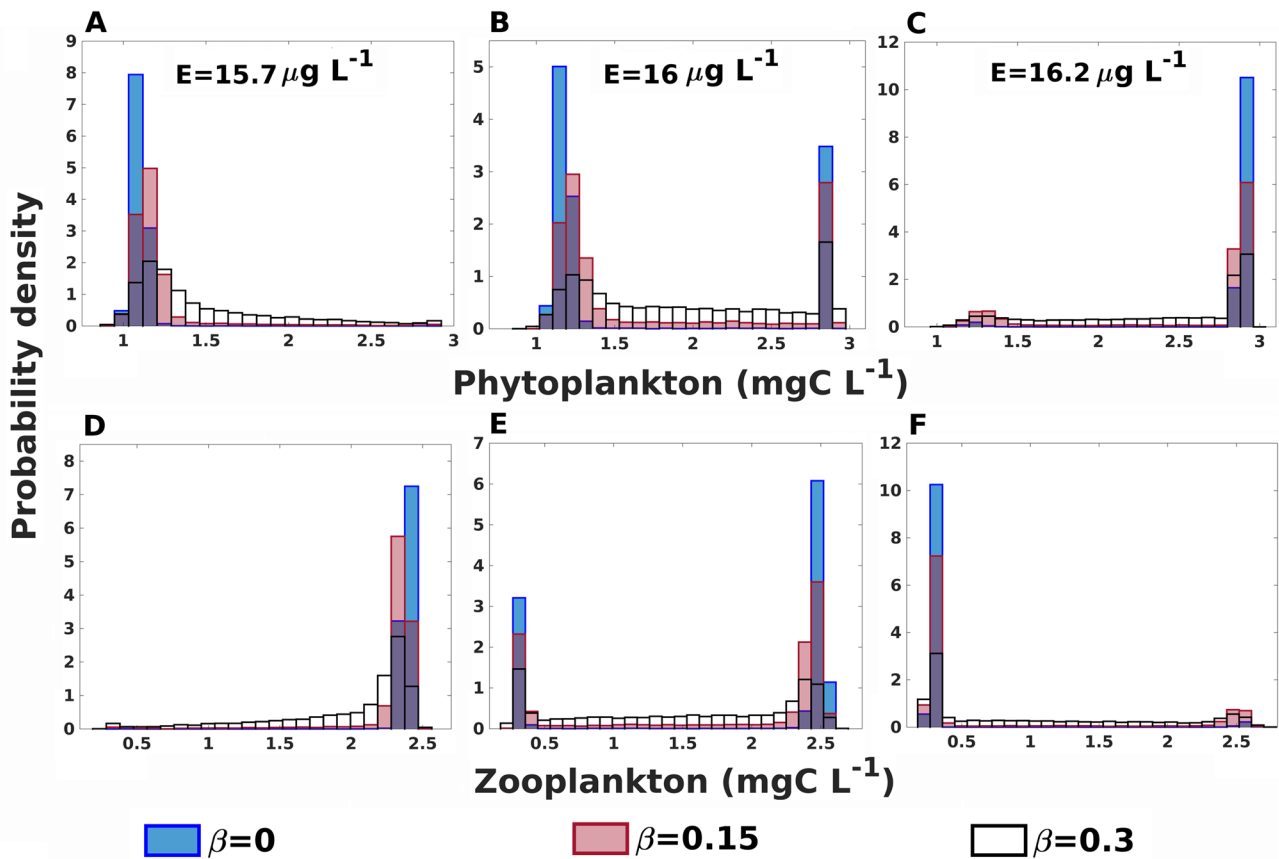 A
B
C
E=15.7 μg L-1
E=16 μg L-1
E=16.2 μg L-1
9
8
7
6
5
4
3
2
1
0
5
4
3
2
1
0
12
10
8
6
4
2
0
1 1.5 2 2.5 3
1 1.5 2 2.5 3
1 1.5 2 2.5 3
Probability density
Phytoplankton (mgC L-1)
D
E
F
8
7
6
5
4
3
2
1
0
7
6
5
4
3
2
1
0
12
10
8
6
4
2
0
0.5 1 1.5 2 2.5
0.5 1 1.5 2 2.5
0.5 1 1.5 2 2.5
Zooplankton (mgC L-1)
β=0
β=0.15
β=0.3